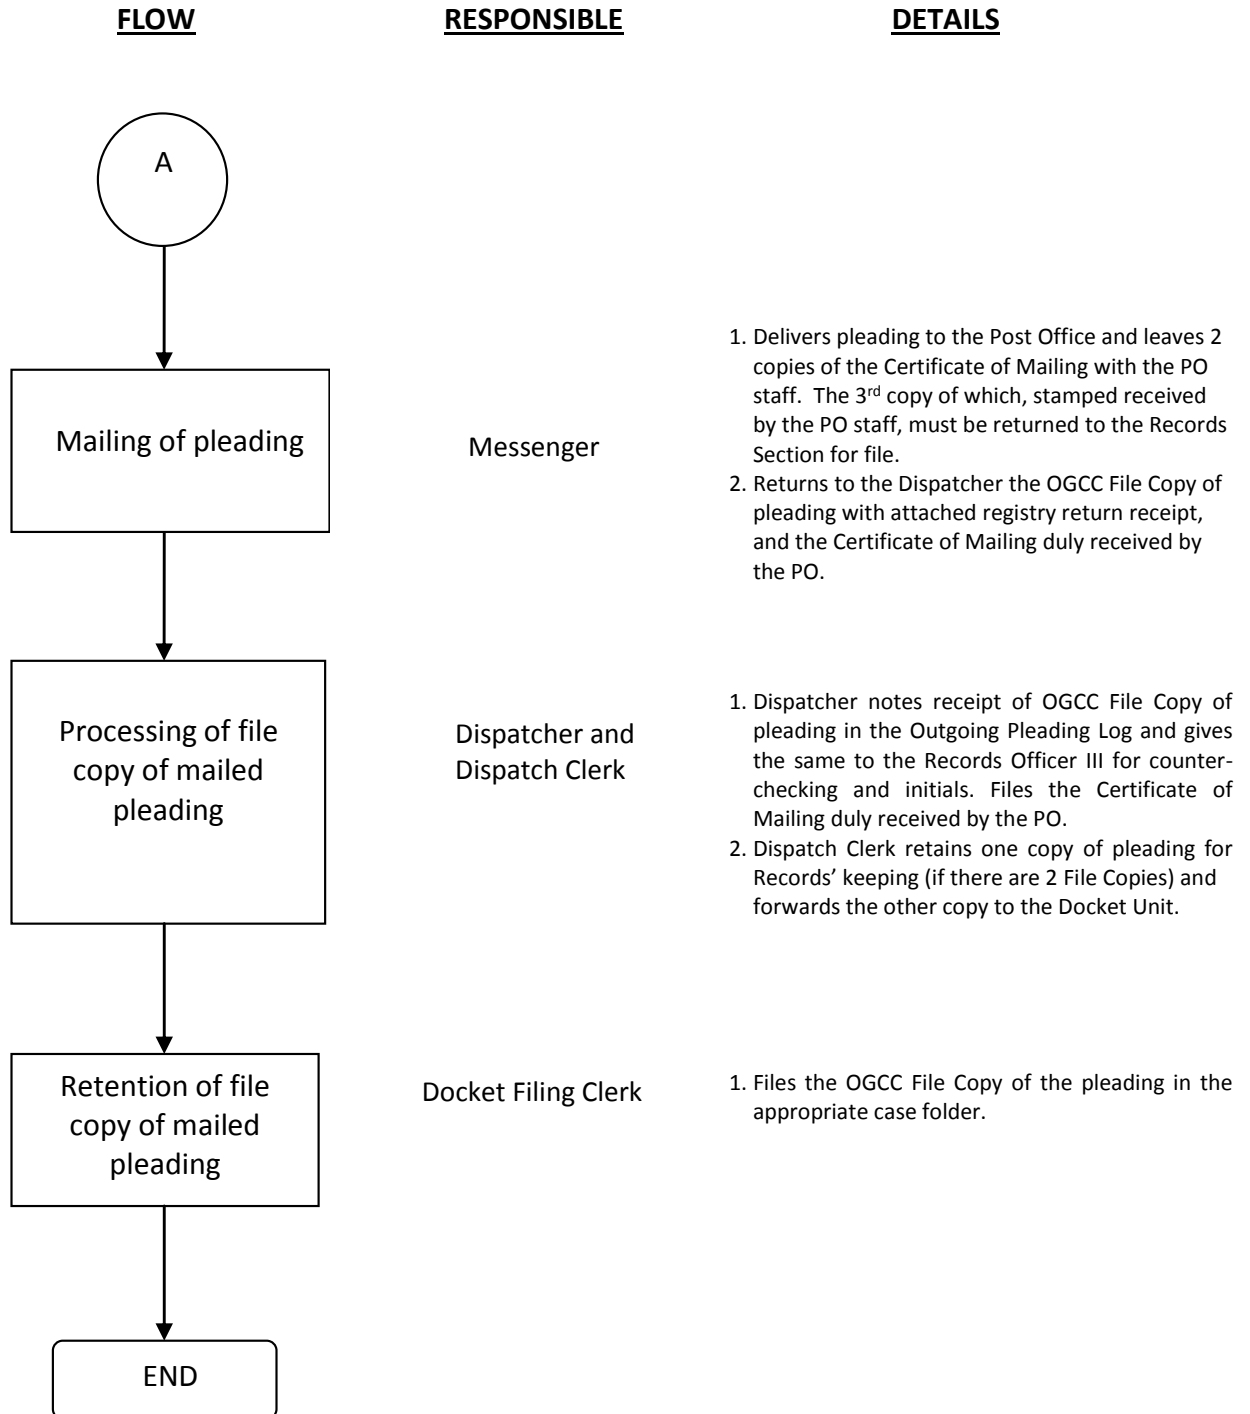 FLOW RESPONSIBLE DETAILS
A
Mailing of pleading
Messenger
1. Delivers pleading to the Post Office and leaves 2
copies of the Certificate of Mailing with the PO
staff. The 3rd copy of which, stamped received
by the PO staff, must be returned to the Records
Section for file.
2. Returns to the Dispatcher the OGCC File Copy of
pleading with attached registry return receipt,
and the Certificate of Mailing duly received by
the PO.
Processing of file
copy of mailed
pleading
Dispatcher and
Dispatch Clerk
1. Dispatcher notes receipt of OGCC File Copy of
pleading in the Outgoing Pleading Log and gives
the same to the Records Officer III for counter-
checking and initials. Files the Certificate of
Mailing duly received by the PO.
2. Dispatch Clerk retains one copy of pleading for
Records’ keeping (if there are 2 File Copies) and
forwards the other copy to the Docket Unit.
Retention of file
copy of mailed
pleading
Docket Filing Clerk
1. Files the OGCC File Copy of the pleading in the
appropriate case folder.
END